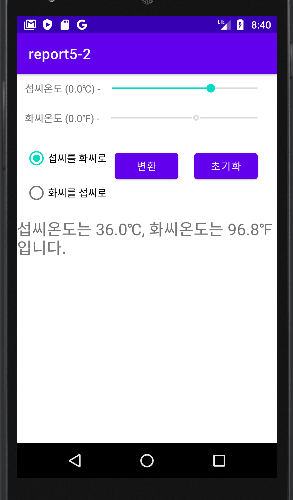 8:40
report5-2
섭씨온도 (0.0℃) -
화씨온도 (0.0℉) -
섭씨를 화씨로
변환
초기화
화씨를 섭씨로
섭씨온도는 36.0℃, 화씨온도는 96.8℉
입니다.